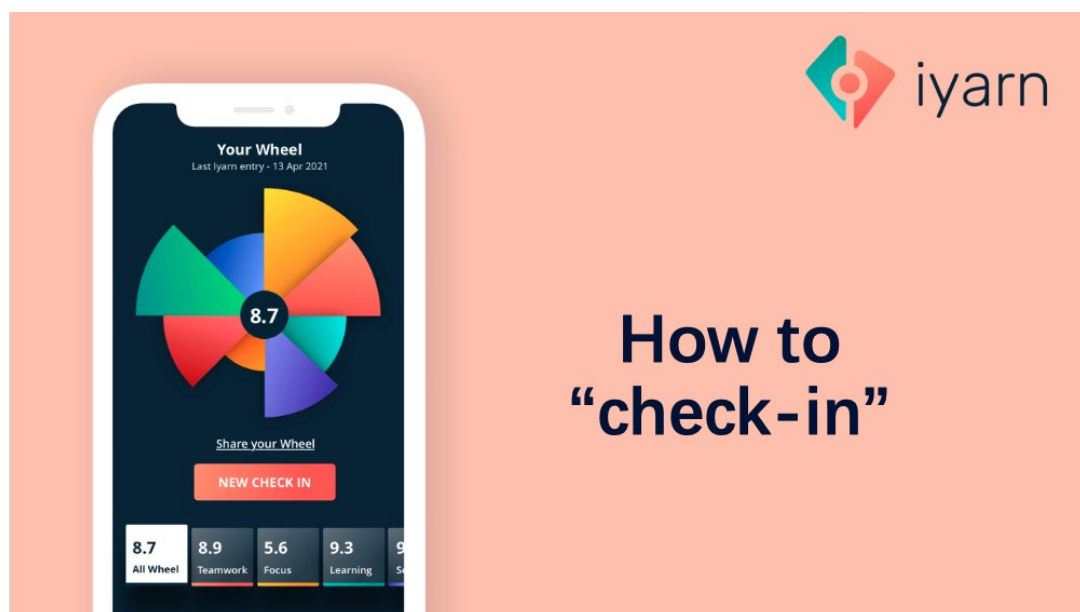 iyarn
Your Wheel
Last Iyarn entry - 13 Apr 2021
8.7
Share your Wheel
NEW CHECK IN
8.7
All Wheel
8.9
Teamwork
5.6
Focus
9.3
Learning
How to
“check-in”